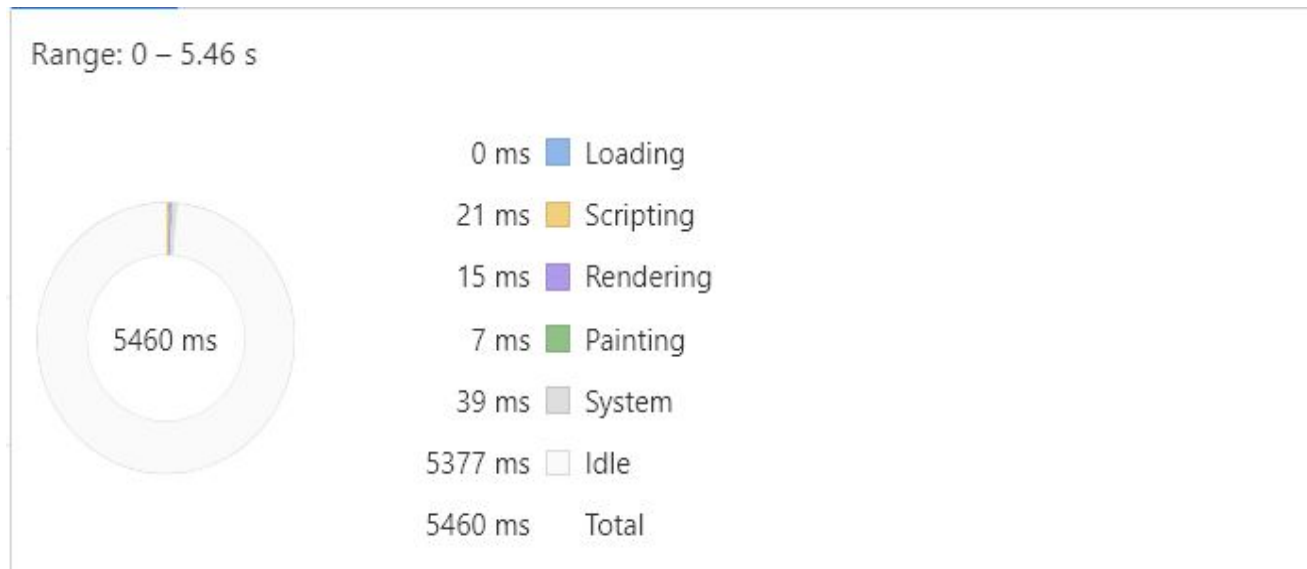 Range: 0 – 5.46 s
0 ms Loading
21 ms Scripting
15 ms Rendering
5460 ms
7 ms Painting
39 ms System
5377 ms Idle
5460 ms Total